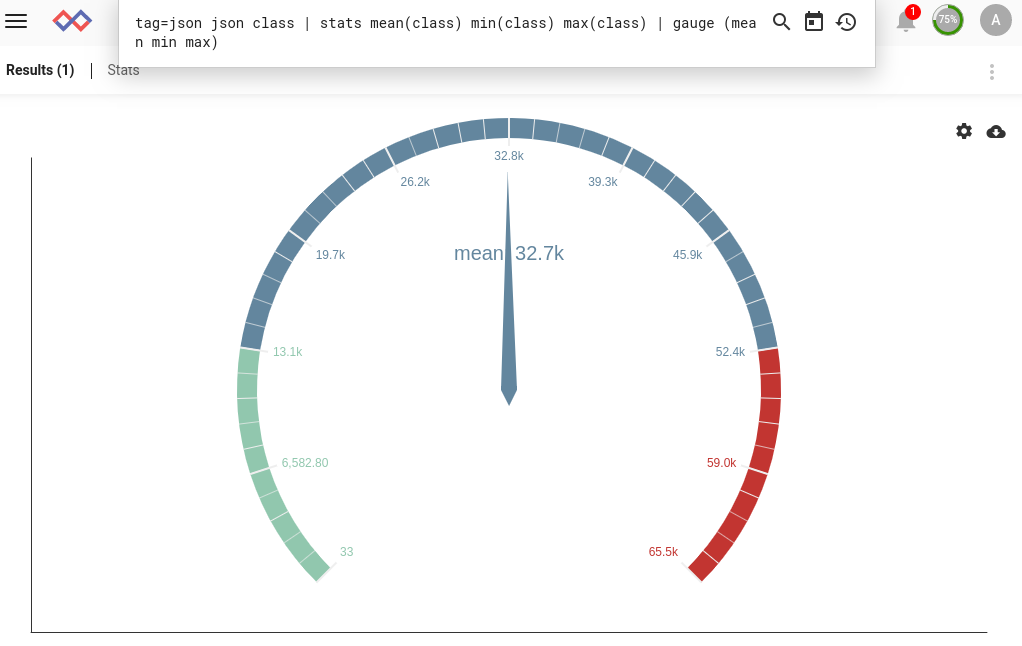 tag=json json class | stats mean(class) min(class) max(class) | gauge (mea
n min max)
1
75%
A
Results (1) | Stats
32.8k
26.2k
39.3k
19.7k
mean 32.7k
45.9k
13.1k
52.4k
6,582.80
59.0k
33
65.5k